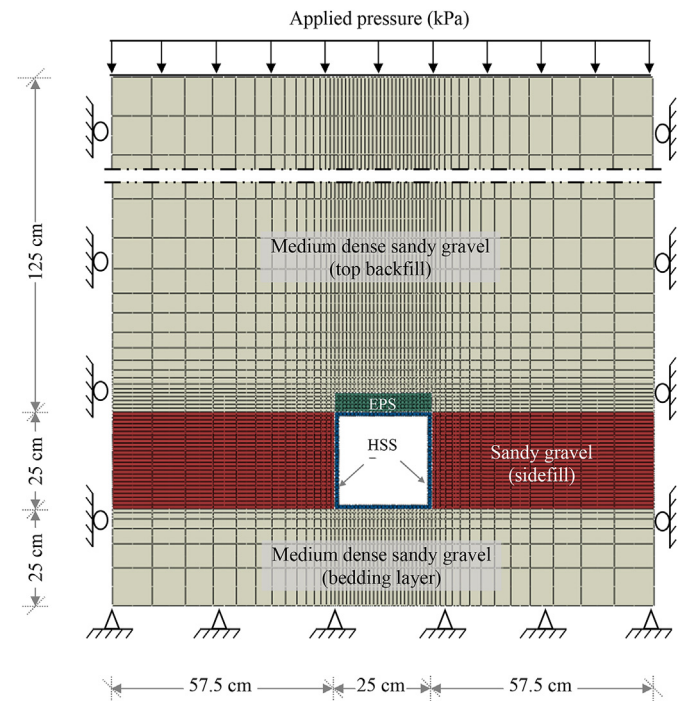 Applied pressure (kPa)
125 cm
Medium dense sandy gravel
(top backfill)
EPS
25 cm
HSS
Sandy gravel
(sidefill)
25 cm
Medium dense sandy gravel
(bedding layer)
57.5 cm
25 cm
57.5 cm